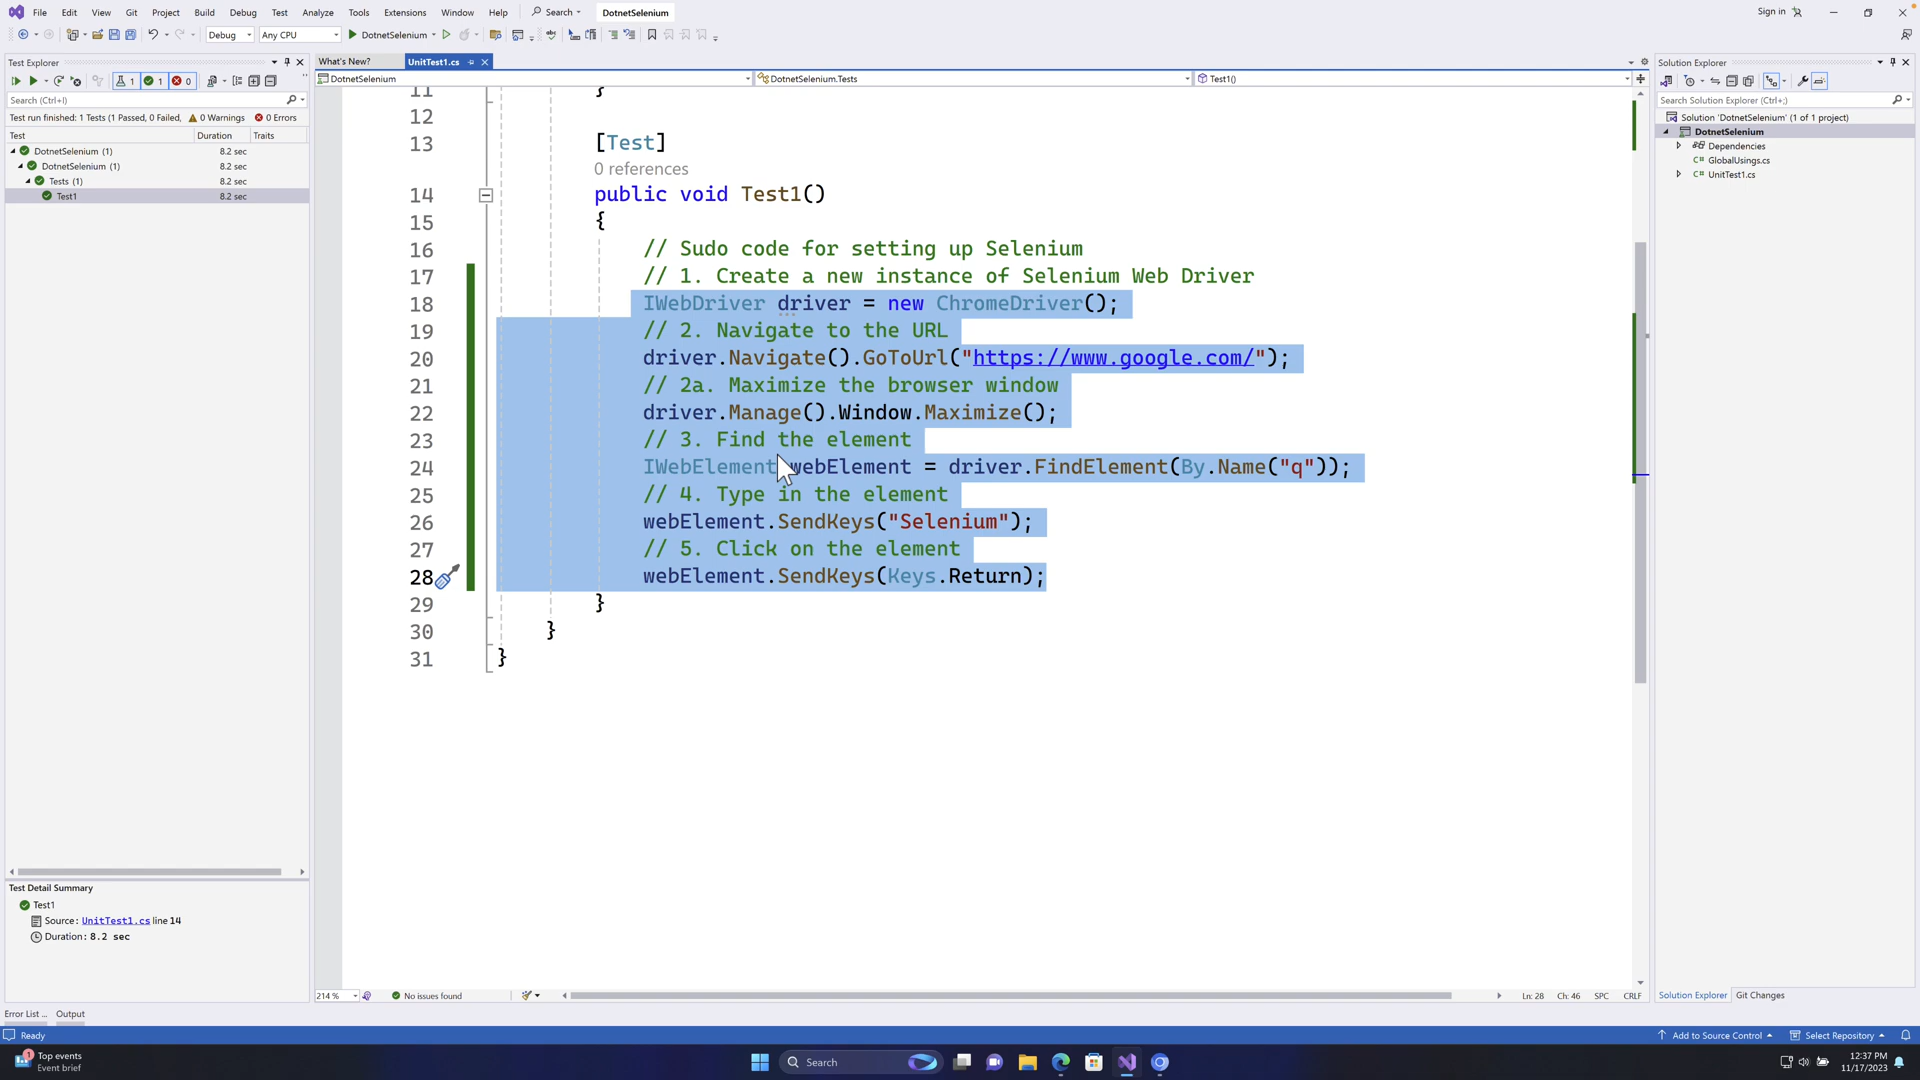 File Edit View Git Project Build Debug Test Analyze Tools Extensions Window Help Search DotnetSelenium Sign in
Debug Any CPU DotnetSelenium
Test Explorer
1 1 0
Search (Ctrl+I)
Test run finished: 1 Tests (1 Passed, 0 Failed, 0 Warnings 0 Errors
Test Duration Traits
DotnetSelenium (1) 8.2 sec
DotnetSelenium (1) 8.2 sec
Tests (1) 8.2 sec
Test1 8.2 sec
Test Detail Summary
Test1
Source: UnitTest1.cs line 14
Duration: 8.2 sec
What's New? UnitTest1.cs
DotnetSelenium DotnetSelenium.Tests Test1()
11 }
12
13 [Test]
0 references
14 public void Test1()
15 {
16 // Sudo code for setting up Selenium
17 // 1. Create a new instance of Selenium Web Driver
18 IWebDriver driver = new ChromeDriver();
19 // 2. Navigate to the URL
20 driver.Navigate().GoToUrl("https://www.google.com/");
21 // 2a. Maximize the browser window
22 driver.Manage().Window.Maximize();
23 // 3. Find the element
24 IWebElement webElement = driver.FindElement(By.Name("q"));
25 // 4. Type in the element
26 webElement.SendKeys("Selenium");
27 // 5. Click on the element
28 webElement.SendKeys(Keys.Return);
29 }
30 }
31 }
214 % No issues found Ln: 28 Ch: 46 SPC CRLF
Solution Explorer
Search Solution Explorer (Ctrl+;)
Solution 'DotnetSelenium' (1 of 1 project)
DotnetSelenium
Dependencies
C# GlobalUsings.cs
C# UnitTest1.cs
Solution Explorer Git Changes
Error List ... Output
Ready Add to Source Control Select Repository
1 Top events
Event brief
Search
12:37 PM
11/17/2023